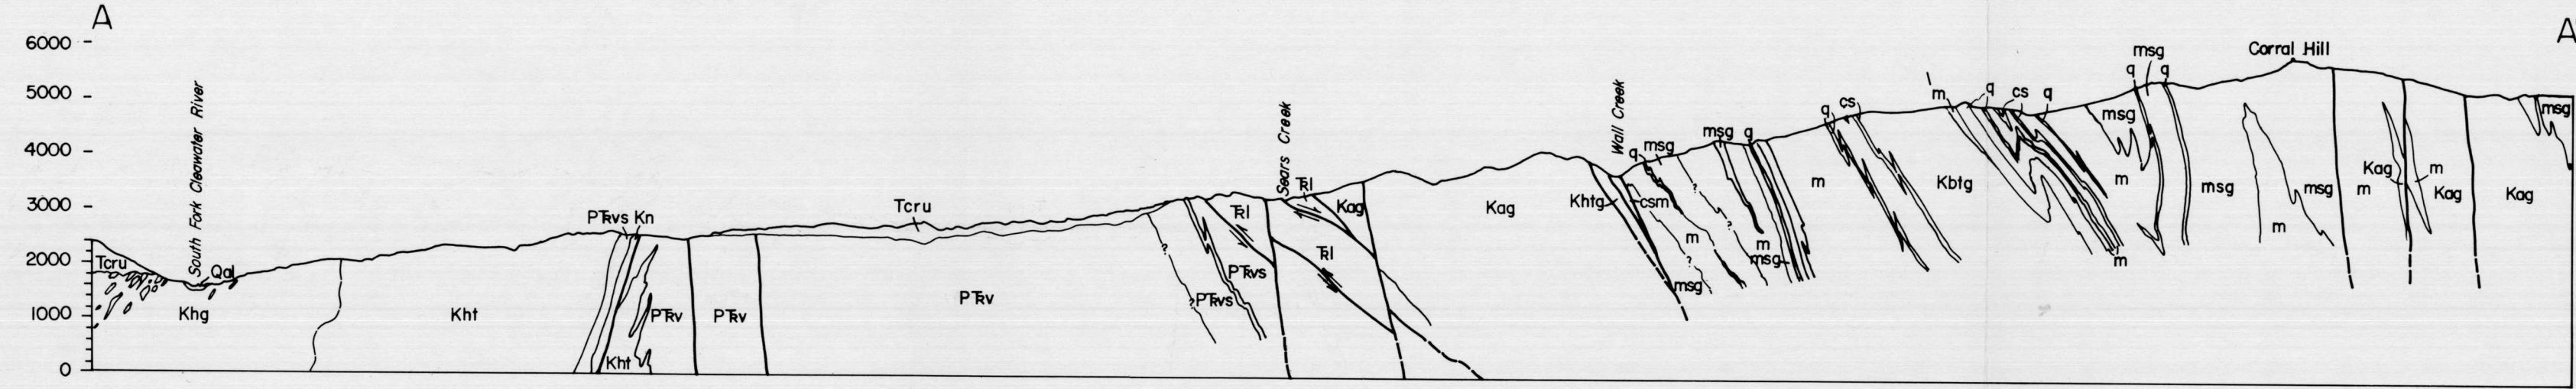 A
A
6000
5000
4000
3000
2000
1000
0
South Fork Clearwater River
Tcru
Qal
Khg
Kht
PTRvs
Kn
Kht
PTRv
PTRv
Tcru
PTRv
?
?
PTRvs
PTRvs
TRl
Sears Creek
TRl
Kag
TRl
Kag
Wall Creek
Khtg
csm
q
msg
m
?
?
?
msg
msg
q
m
msg
q
cs
m
Kbtg
m
q
cs
q
m
msg
m
q
msg
q
msg
Corral Hill
m
msg
m
Kag
m
Kag
Kag
msg